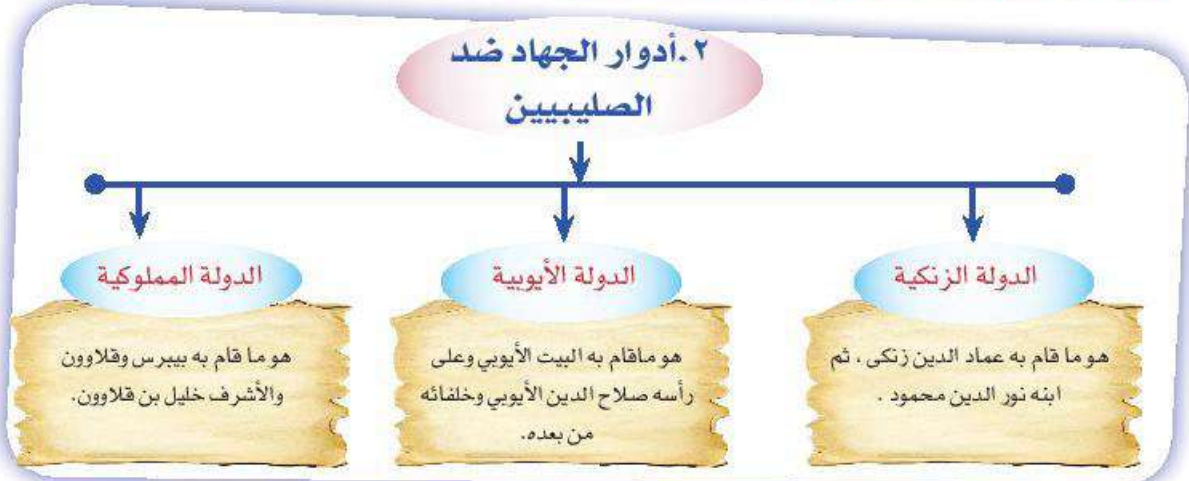 ٢.أدوار الجهاد ضد
الصليبيين
الدولة الزنكية
هو ما قام به عماد الدين زنكى ، ثم
ابنه نور الدين محمود .
الدولة الأيوبية
هو ماقام به البيت الأيوبي وعلى
رأسه صلاح الدين الأيوبي وخلفائه
من بعده.
الدولة المملوكية
هو ما قام به بيبرس وقلاوون
والأشرف خليل بن قلاوون.